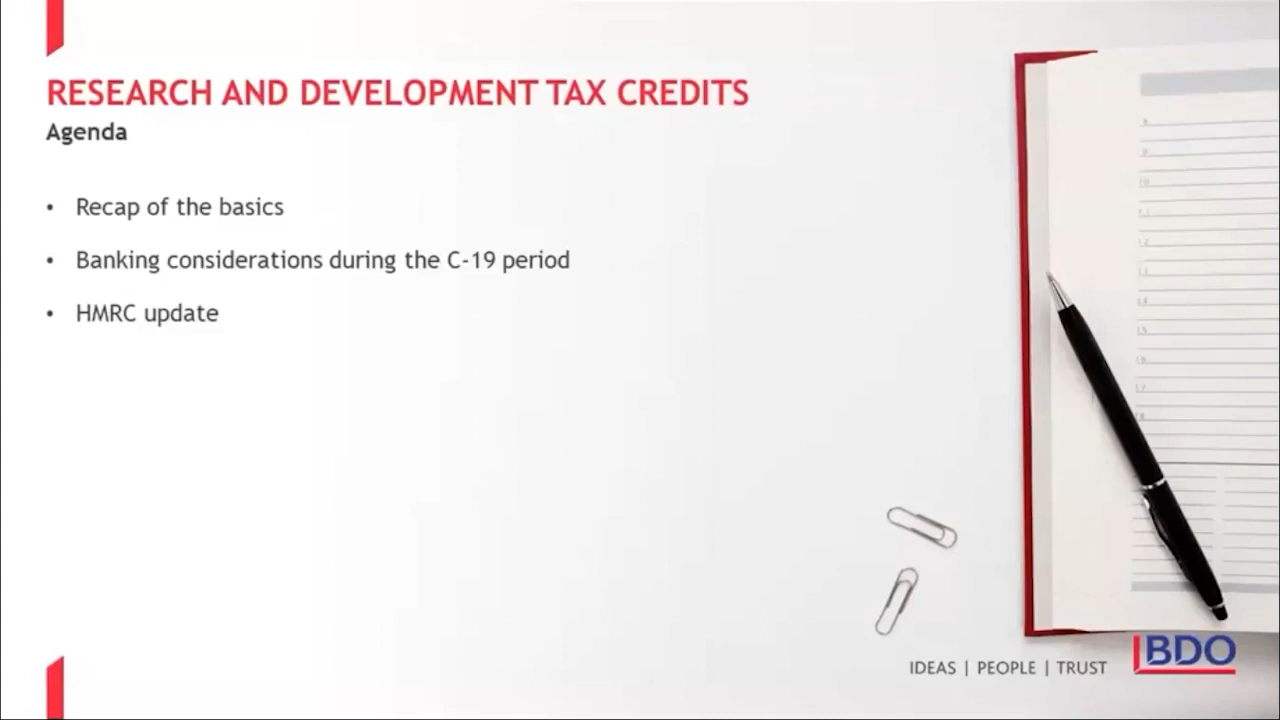 RESEARCH AND DEVELOPMENT TAX CREDITS
Agenda
• Recap of the basics
• Banking considerations during the C-19 period
• HMRC update
IDEAS | PEOPLE | TRUST
BDO